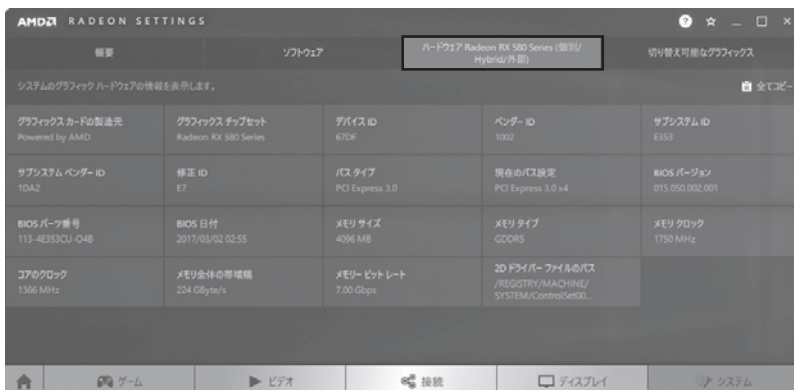 AMD RADEON SETTINGS
概要
ソフトウェア
ハードウェア Radeon RX 580 Series (個別/
Hybrid/外部)
切り替え可能なグラフィックス
システムのグラフィック ハードウェアの情報を表示します。
全てコピー
グラフィックス カードの製造元
Powered by AMD
グラフィックス チップセット
Radeon RX 580 Series
デバイス ID
67DF
ベンダー ID
1002
サブシステム ID
E353
サブシステム ベンダー ID
1DA2
修正 ID
E7
バス タイプ
PCI Express 3.0
現在のバス設定
PCI Express 3.0 x4
BIOS バージョン
015.050.002.001
BIOS パーツ番号
113-4E353CU-O4B
BIOS 日付
2017/03/02 02:55
メモリ サイズ
4096 MB
メモリ タイプ
GDDR5
メモリ クロック
1750 MHz
コアのクロック
1366 MHz
メモリ全体の帯域幅
224 GByte/s
メモリー ビット レート
7.00 Gbps
2D ドライバー ファイルのパス
/REGISTRY/MACHINE/
SYSTEM/ControlSet00...
ゲーム
ビデオ
接続
ディスプレイ
システム